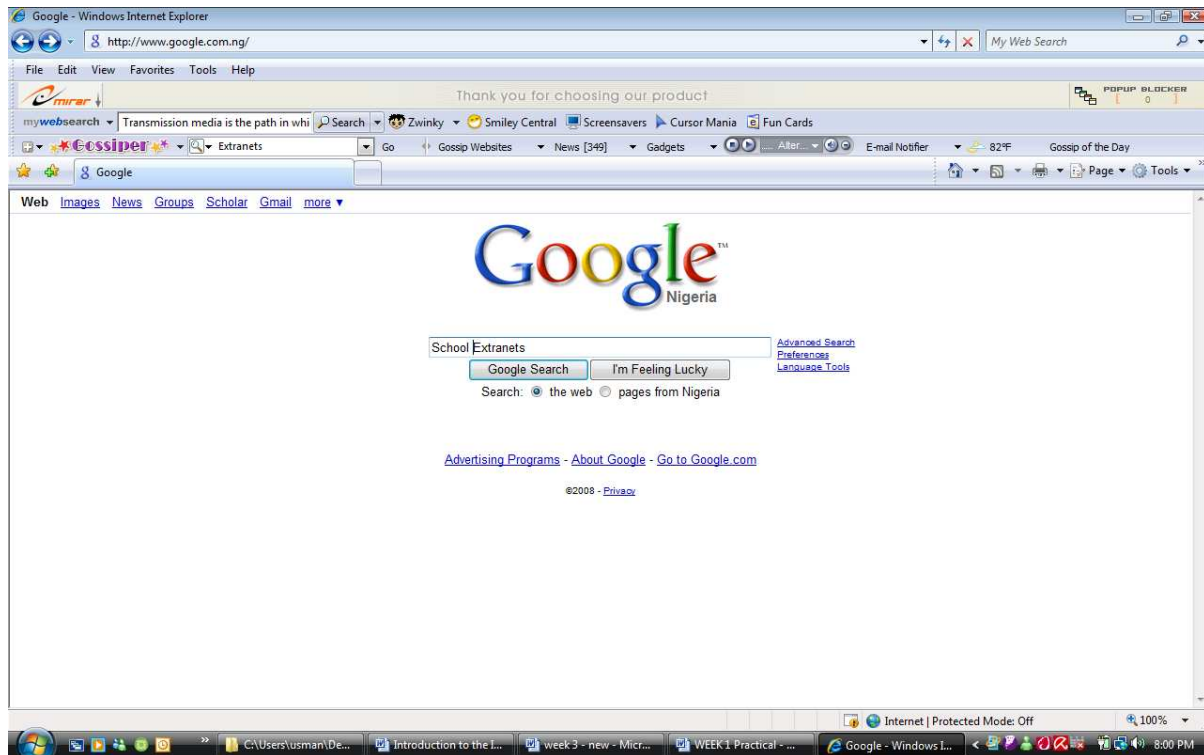 Google - Windows Internet Explorer
http://www.google.com.ng/
My Web Search
File Edit View Favorites Tools Help
mirar Thank you for choosing our product POPUP BLOCKER [ 0 ]
mywebsearch Transmission media is the path in whi Search Zwinky Smiley Central Screensavers Cursor Mania Fun Cards
Gossiper Extranets Go Gossip Websites News [349] Gadgets .... Alter... E-mail Notifier 82°F Gossip of the Day
Google Page Tools
Web Images News Groups Scholar Gmail more
Google™
Nigeria
School Extranets
Advanced Search
Preferences
Language Tools
Google Search I'm Feeling Lucky
Search: the web pages from Nigeria
Advertising Programs - About Google - Go to Google.com
©2008 - Privacy
Internet | Protected Mode: Off 100%
C:\Users\usman\De... Introduction to the I... week 3 - new - Micr... WEEK 1 Practical - ... Google - Windows I... 8:00 PM